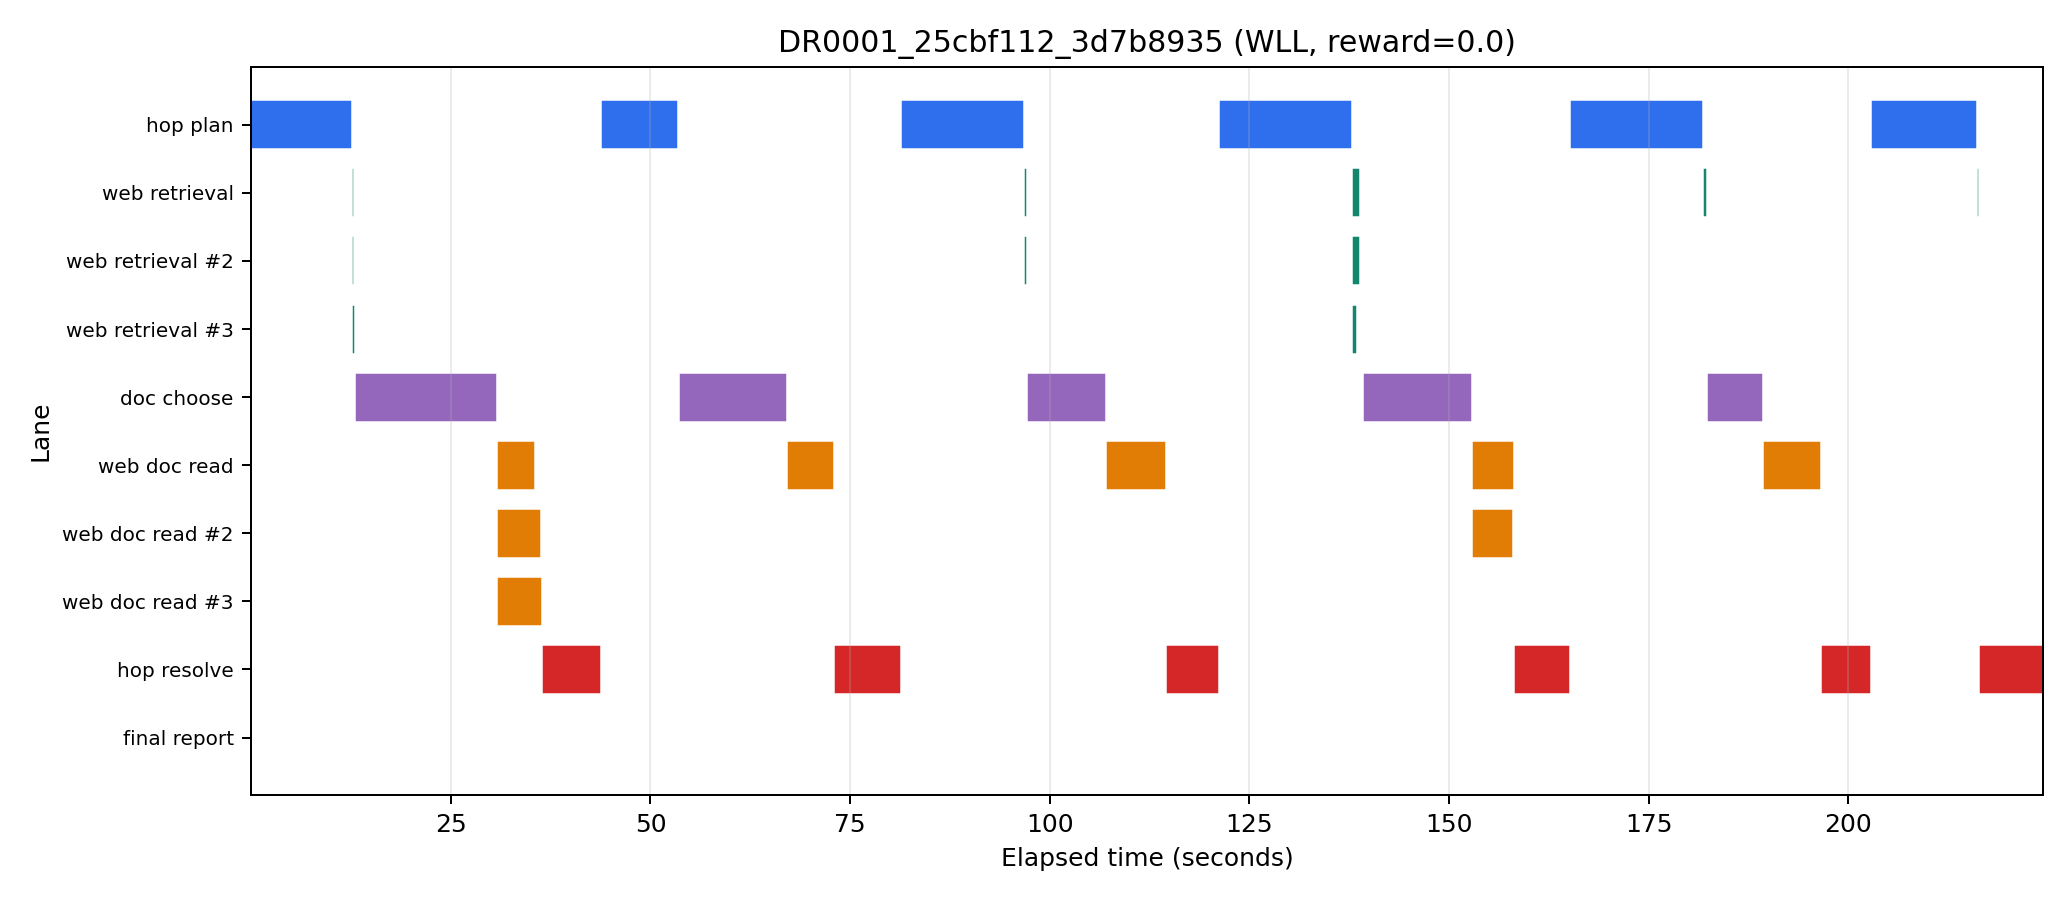 DR0001_25cbf112_3d7b8935 (WLL, reward=0.0)
hop plan
web retrieval
web retrieval #2
web retrieval #3
doc choose
web doc read
web doc read #2
web doc read #3
hop resolve
final report
Lane
25 50 75 100 125 150 175 200
Elapsed time (seconds)